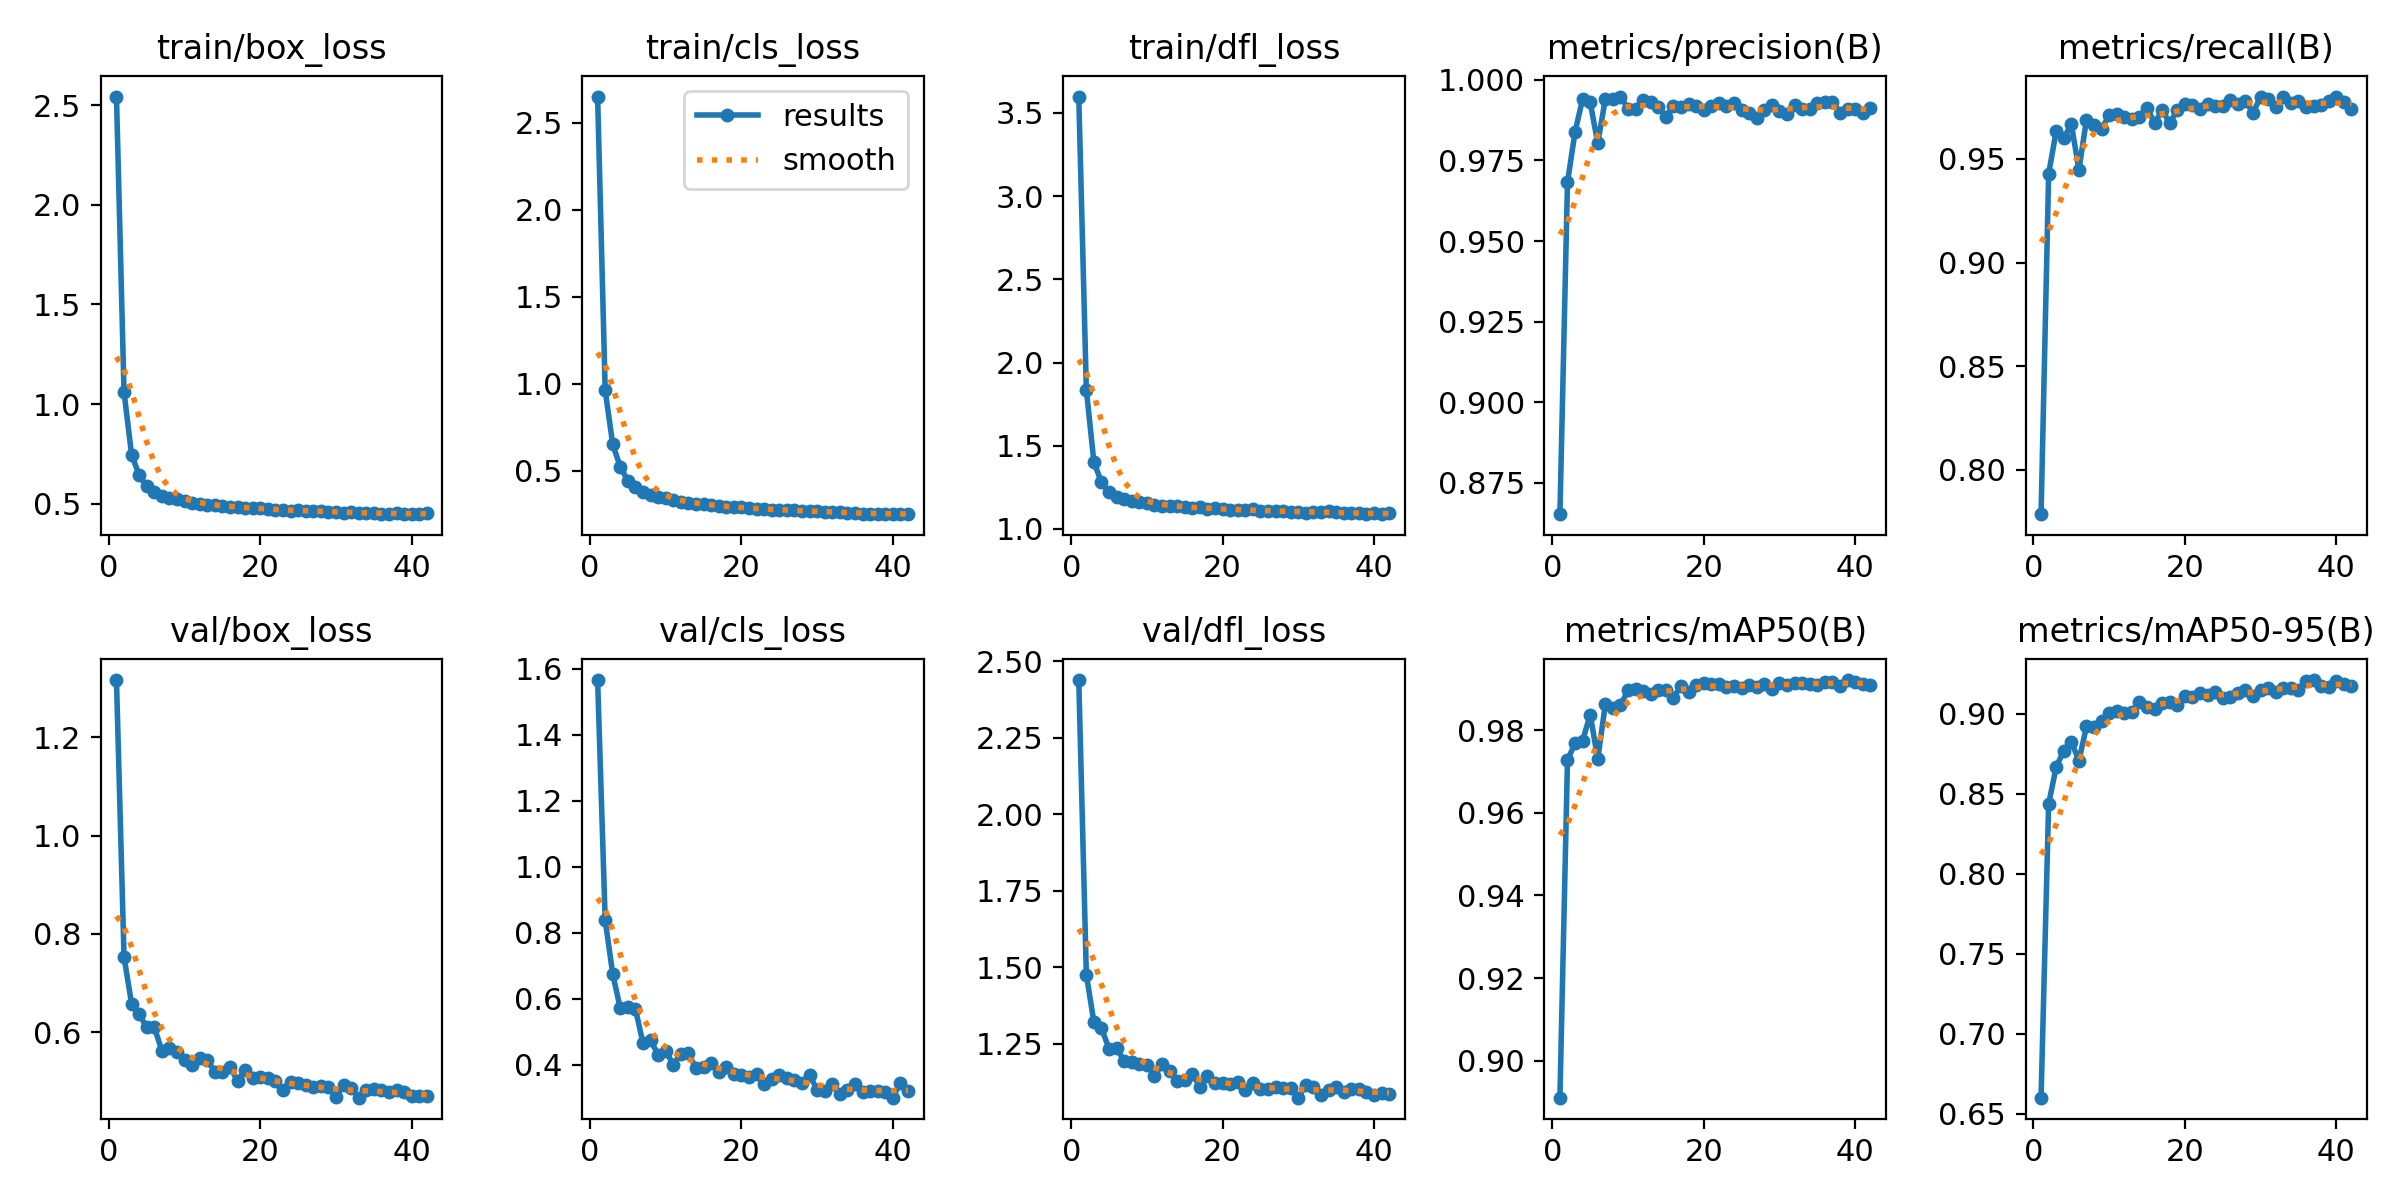 train/box_loss
train/cls_loss
train/dfl_loss
metrics/precision(B)
metrics/recall(B)
2.5
2.0
1.5
1.0
0.5
0 20 40
results
smooth
2.5
2.0
1.5
1.0
0.5
0 20 40
3.5
3.0
2.5
2.0
1.5
1.0
0 20 40
1.000
0.975
0.950
0.925
0.900
0.875
0 20 40
0.95
0.90
0.85
0.80
0 20 40
val/box_loss
val/cls_loss
val/dfl_loss
metrics/mAP50(B)
metrics/mAP50-95(B)
1.2
1.0
0.8
0.6
0 20 40
1.6
1.4
1.2
1.0
0.8
0.6
0.4
0 20 40
2.50
2.25
2.00
1.75
1.50
1.25
0 20 40
0.98
0.96
0.94
0.92
0.90
0 20 40
0.90
0.85
0.80
0.75
0.70
0.65
0 20 40